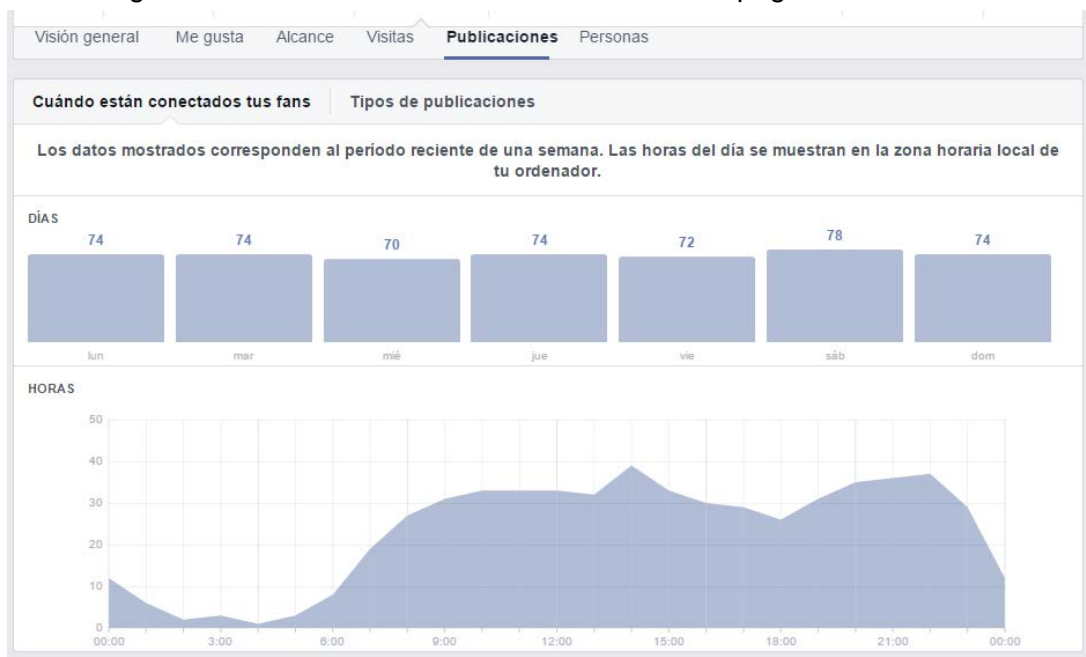 Visión general Me gusta Alcance Visitas Publicaciones Personas
Cuándo están conectados tus fans Tipos de publicaciones
Los datos mostrados corresponden al período reciente de una semana. Las horas del día se muestran en la zona horaria local de
tu ordenador.
DÍAS
74 74 70 74 72 78 74
lun mar mié jue vie sáb dom
HORAS
50
40
30
20
10
0
00:00 3:00 6:00 9:00 12:00 15:00 18:00 21:00 00:00